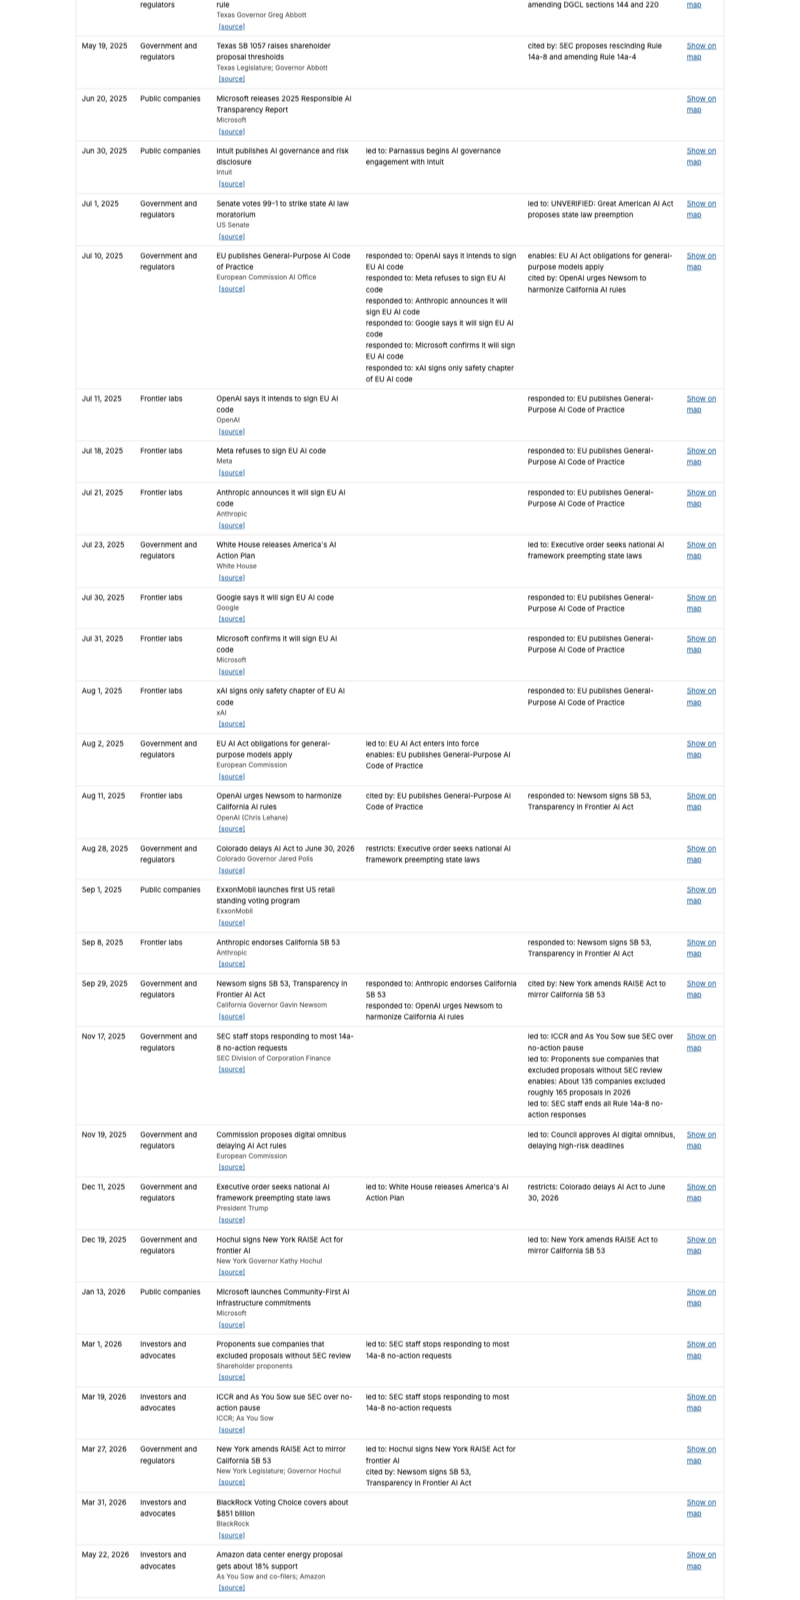 regulators rule amending DGCL sections 144 and 220 map
Texas Governor Greg Abbott
[source]
May 19, 2025 Government and Texas SB 1057 raises shareholder cited by: SEC proposes rescinding Rule Show on
regulators proposal thresholds 14a-8 and amending Rule 14a-4 map
Texas Legislature; Governor Abbott
[source]
Jun 20, 2025 Public companies Microsoft releases 2025 Responsible AI Show on
Transparency Report map
Microsoft
[source]
Jun 30, 2025 Public companies Intuit publishes AI governance and risk led to: Parnassus begins AI governance Show on
disclosure engagement with Intuit map
Intuit
[source]
Jul 1, 2025 Government and Senate votes 99-1 to strike state AI law led to: UNVERIFIED: Great American AI Act Show on
regulators moratorium proposes state law preemption map
US Senate
[source]
Jul 10, 2025 Government and EU publishes General-Purpose AI Code responded to: OpenAI says it intends to sign enables: EU AI Act obligations for general- Show on
regulators of Practice EU AI code purpose models apply map
European Commission AI Office responded to: Meta refuses to sign EU AI cited by: OpenAI urges Newsom to
[source] code harmonize California AI rules
responded to: Anthropic announces it will
sign EU AI code
responded to: Google says it will sign EU AI
code
responded to: Microsoft confirms it will sign
EU AI code
responded to: xAI signs only safety chapter
of EU AI code
Jul 11, 2025 Frontier labs OpenAI says it intends to sign EU AI responded to: EU publishes General- Show on
code Purpose AI Code of Practice map
OpenAI
[source]
Jul 18, 2025 Frontier labs Meta refuses to sign EU AI code responded to: EU publishes General- Show on
Meta Purpose AI Code of Practice map
[source]
Jul 21, 2025 Frontier labs Anthropic announces it will sign EU AI responded to: EU publishes General- Show on
code Purpose AI Code of Practice map
Anthropic
[source]
Jul 23, 2025 Government and White House releases America's AI led to: Executive order seeks national AI Show on
regulators Action Plan framework preempting state laws map
White House
[source]
Jul 30, 2025 Frontier labs Google says it will sign EU AI code responded to: EU publishes General- Show on
Google Purpose AI Code of Practice map
[source]
Jul 31, 2025 Frontier labs Microsoft confirms it will sign EU AI responded to: EU publishes General- Show on
code Purpose AI Code of Practice map
Microsoft
[source]
Aug 1, 2025 Frontier labs xAI signs only safety chapter of EU AI responded to: EU publishes General- Show on
code Purpose AI Code of Practice map
xAI
[source]
Aug 2, 2025 Government and EU AI Act obligations for general- led to: EU AI Act enters into force Show on
regulators purpose models apply enables: EU publishes General-Purpose AI map
European Commission Code of Practice
[source]
Aug 11, 2025 Frontier labs OpenAI urges Newsom to harmonize cited by: EU publishes General-Purpose AI responded to: Newsom signs SB 53, Show on
California AI rules Code of Practice Transparency in Frontier AI Act map
OpenAI (Chris Lehane)
[source]
Aug 28, 2025 Government and Colorado delays AI Act to June 30, 2026 restricts: Executive order seeks national AI Show on
regulators Colorado Governor Jared Polis framework preempting state laws map
[source]
Sep 1, 2025 Public companies ExxonMobil launches first US retail Show on
standing voting program map
ExxonMobil
[source]
Sep 8, 2025 Frontier labs Anthropic endorses California SB 53 responded to: Newsom signs SB 53, Show on
Anthropic Transparency in Frontier AI Act map
[source]
Sep 29, 2025 Government and Newsom signs SB 53, Transparency in responded to: Anthropic endorses California cited by: New York amends RAISE Act to Show on
regulators Frontier AI Act SB 53 mirror California SB 53 map
California Governor Gavin Newsom responded to: OpenAI urges Newsom to
[source] harmonize California AI rules
Nov 17, 2025 Government and SEC staff stops responding to most 14a- led to: ICCR and As You Sow sue SEC over Show on
regulators 8 no-action requests no-action pause map
SEC Division of Corporation Finance led to: Proponents sue companies that
[source] excluded proposals without SEC review
enables: About 135 companies excluded
roughly 165 proposals in 2026
led to: SEC staff ends all Rule 14a-8 no-
action responses
Nov 19, 2025 Government and Commission proposes digital omnibus led to: Council approves AI digital omnibus, Show on
regulators delaying AI Act rules delaying high-risk deadlines map
European Commission
[source]
Dec 11, 2025 Government and Executive order seeks national AI led to: White House releases America's AI restricts: Colorado delays AI Act to June Show on
regulators framework preempting state laws Action Plan 30, 2026 map
President Trump
[source]
Dec 19, 2025 Government and Hochul signs New York RAISE Act for led to: New York amends RAISE Act to Show on
regulators frontier AI mirror California SB 53 map
New York Governor Kathy Hochul
[source]
Jan 13, 2026 Public companies Microsoft launches Community-First AI Show on
Infrastructure commitments map
Microsoft
[source]
Mar 1, 2026 Investors and Proponents sue companies that led to: SEC staff stops responding to most Show on
advocates excluded proposals without SEC review 14a-8 no-action requests map
Shareholder proponents
[source]
Mar 19, 2026 Investors and ICCR and As You Sow sue SEC over no- led to: SEC staff stops responding to most Show on
advocates action pause 14a-8 no-action requests map
ICCR; As You Sow
[source]
Mar 27, 2026 Government and New York amends RAISE Act to mirror led to: Hochul signs New York RAISE Act for Show on
regulators California SB 53 frontier AI map
New York Legislature; Governor Hochul cited by: Newsom signs SB 53,
[source] Transparency in Frontier AI Act
Mar 31, 2026 Investors and BlackRock Voting Choice covers about Show on
advocates $851 billion map
BlackRock
[source]
May 22, 2026 Investors and Amazon data center energy proposal Show on
advocates gets about 18% support map
As You Sow and co-filers; Amazon
[source]